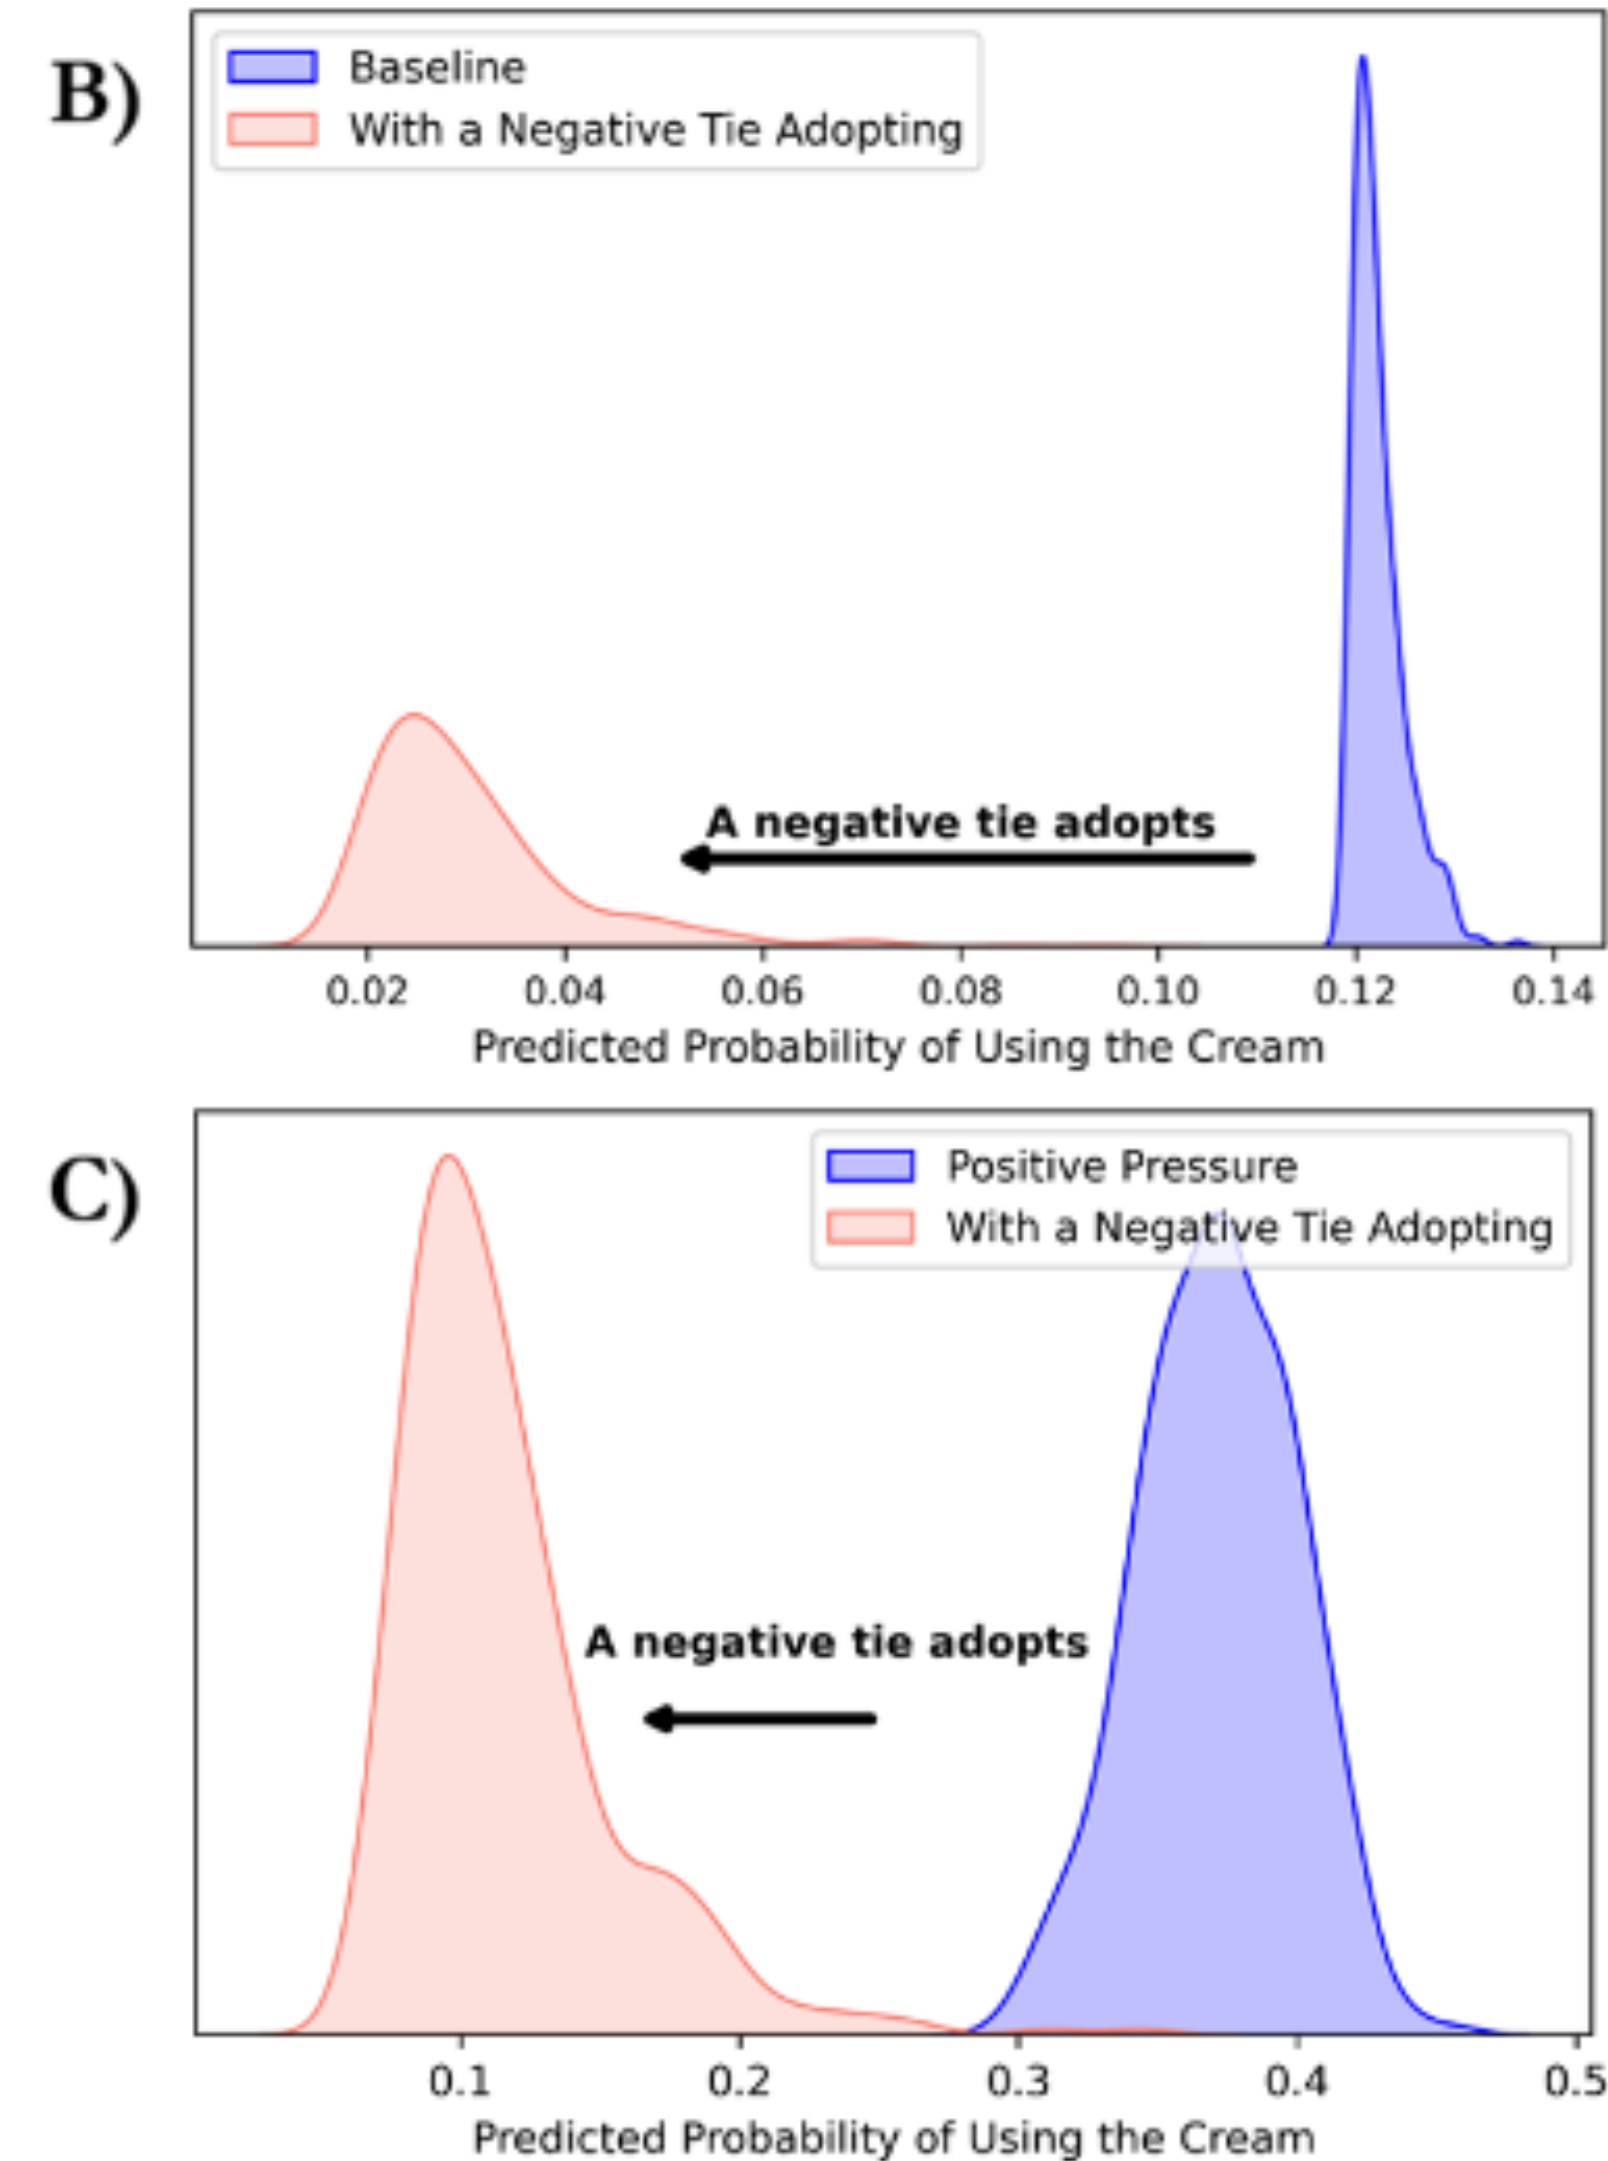 B)
Baseline
With a Negative Tie Adopting
A negative tie adopts
0.02 0.04 0.06 0.08 0.10 0.12 0.14
Predicted Probability of Using the Cream
C)
Positive Pressure
With a Negative Tie Adopting
A negative tie adopts
0.1 0.2 0.3 0.4 0.5
Predicted Probability of Using the Cream